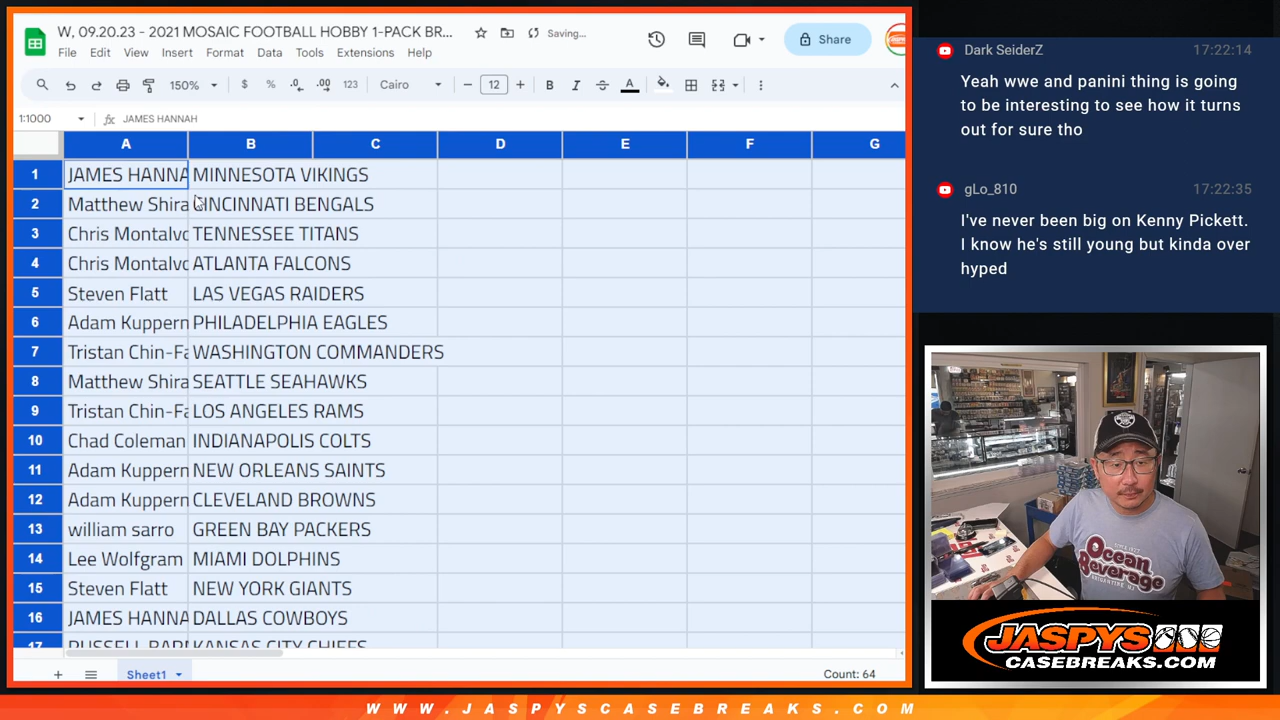 W, 09.20.23 - 2021 MOSAIC FOOTBALL HOBBY 1-PACK BR...
Saving...
Share
File Edit View Insert Format Data Tools Extensions Help
150% $ % .0 .00 123 Cairo 12 B I A
1:1000 fx JAMES HANNAH
A B C D E F G
1 JAMES HANNA MINNESOTA VIKINGS
2 Matthew Shira CINCINNATI BENGALS
3 Chris Montalvo TENNESSEE TITANS
4 Chris Montalvo ATLANTA FALCONS
5 Steven Flatt LAS VEGAS RAIDERS
6 Adam Kuppern PHILADELPHIA EAGLES
7 Tristan Chin-Fa WASHINGTON COMMANDERS
8 Matthew Shira SEATTLE SEAHAWKS
9 Tristan Chin-Fa LOS ANGELES RAMS
10 Chad Coleman INDIANAPOLIS COLTS
11 Adam Kuppern NEW ORLEANS SAINTS
12 Adam Kuppern CLEVELAND BROWNS
13 william sarro GREEN BAY PACKERS
14 Lee Wolfgram MIAMI DOLPHINS
15 Steven Flatt NEW YORK GIANTS
16 JAMES HANNA DALLAS COWBOYS
17 RUSSELL BARN KANSAS CITY CHIEFS
Sheet1
Count: 64
Dark SeiderZ 17:22:14
Yeah wwe and panini thing is going
to be interesting to see how it turns
out for sure tho
gLo_810 17:22:35
I've never been big on Kenny Pickett.
I know he's still young but kinda over
hyped
Ocean
Beverage
JASPYS
CASEBREAKS.COM
WWW.JASPYSCASEBREAKS.COM